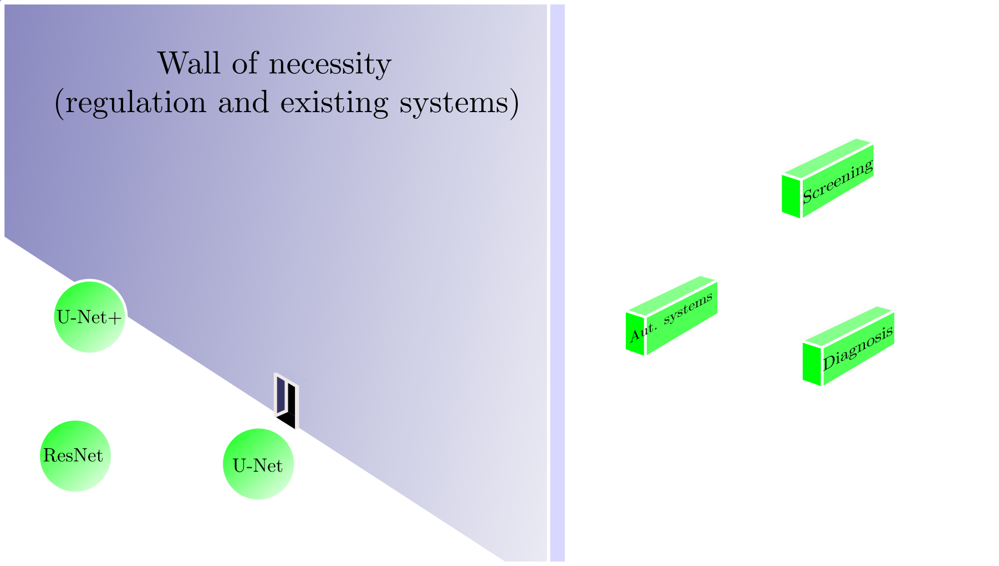 Wall of necessity
(regulation and existing systems)
Screening
U-Net+
Aut. systems
Diagnosis
ResNet
U-Net